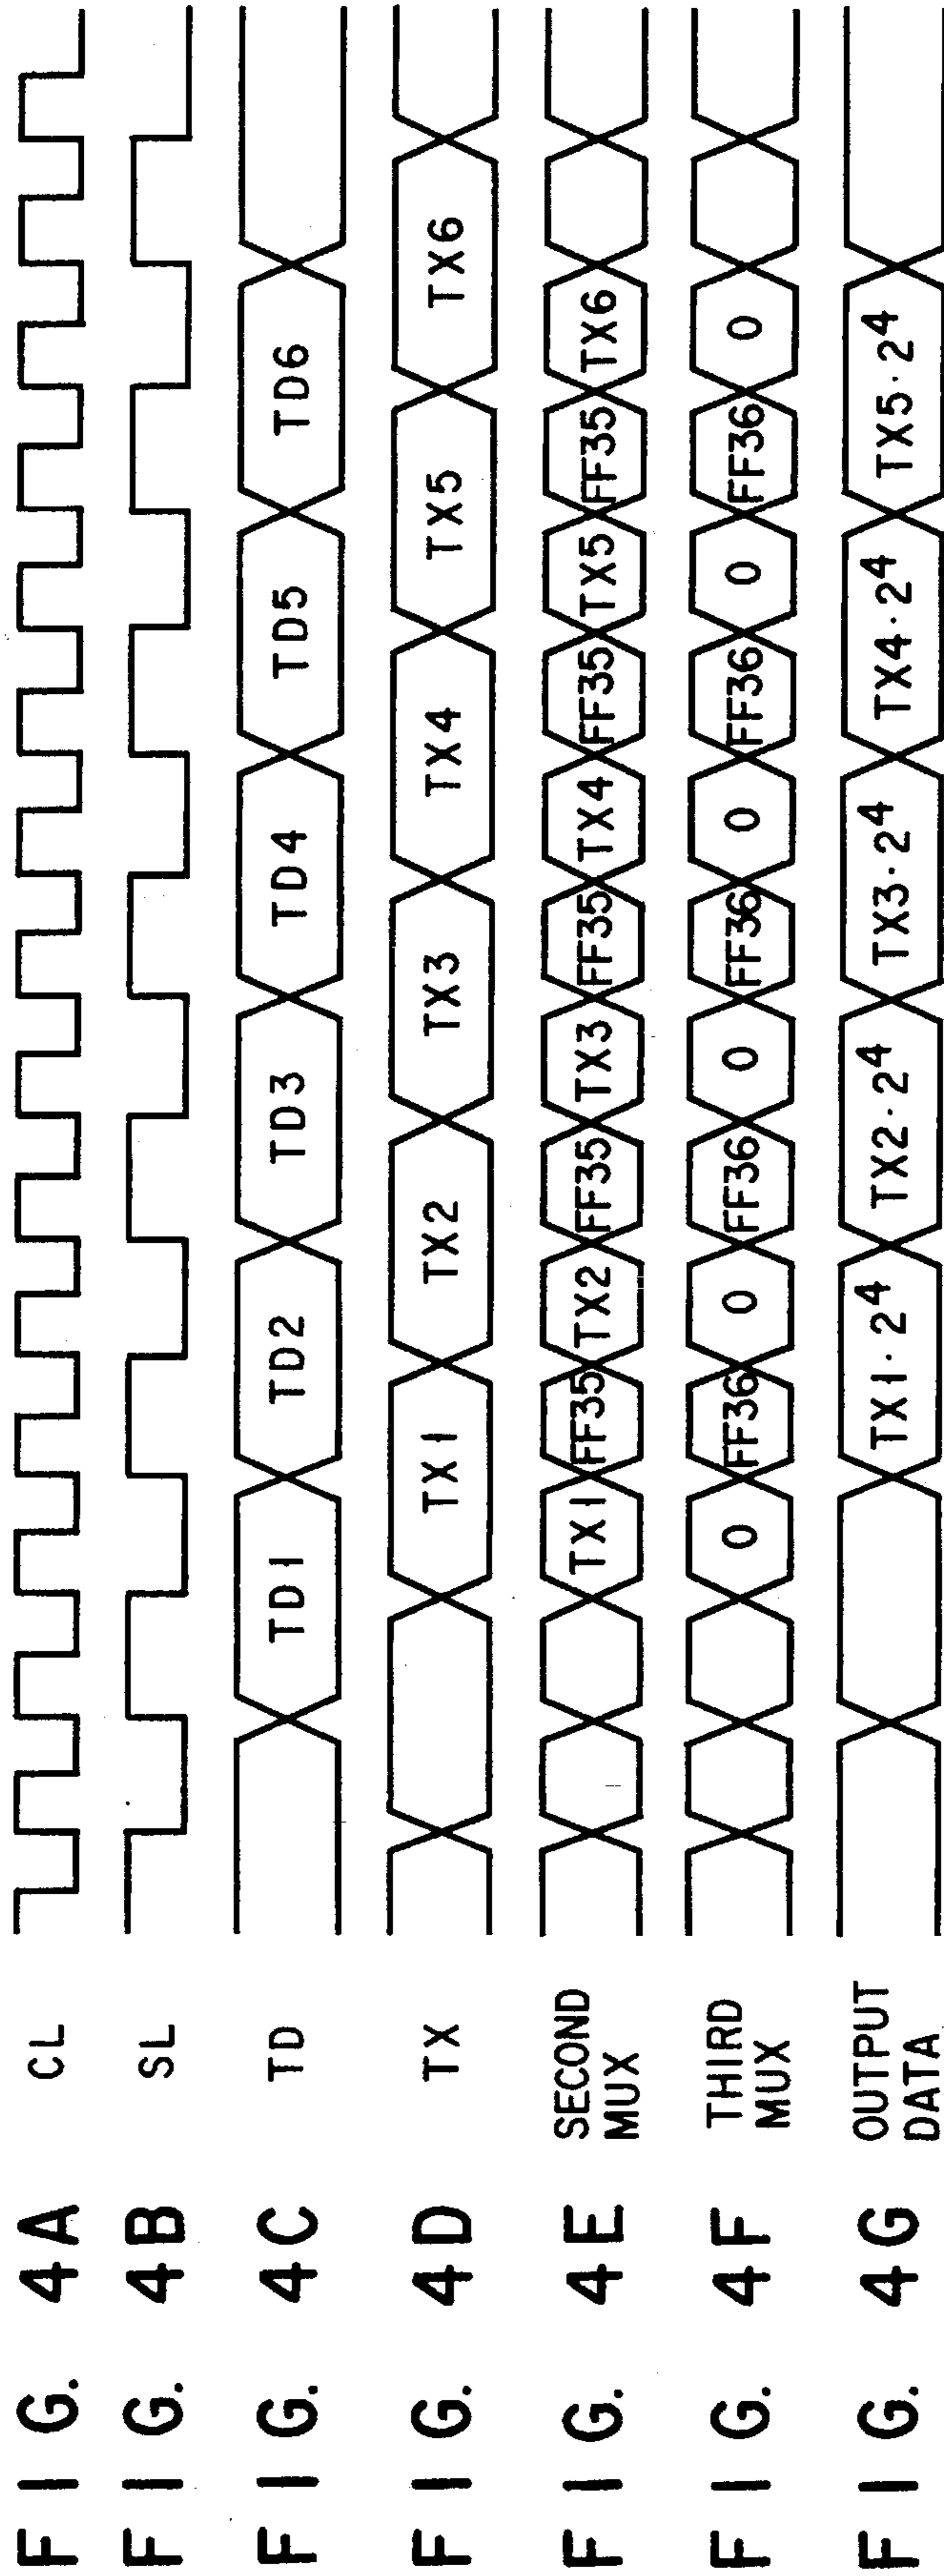 FIG. 4A CL
FIG. 4B SL
FIG. 4C TD TD1 TD2 TD3 TD4 TD5 TD6
FIG. 4D TX TX1 TX2 TX3 TX4 TX5 TX6
FIG. 4E SECOND MUX TX1 FF35 TX2 FF35 TX3 FF35 TX4 FF35 TX5 FF35 TX6
FIG. 4F THIRD MUX 0 FF36 0 FF36 0 FF36 0 FF36 0 FF36 0
FIG. 4G OUTPUT DATA TX1·2⁴ TX2·2⁴ TX3·2⁴ TX4·2⁴ TX5·2⁴